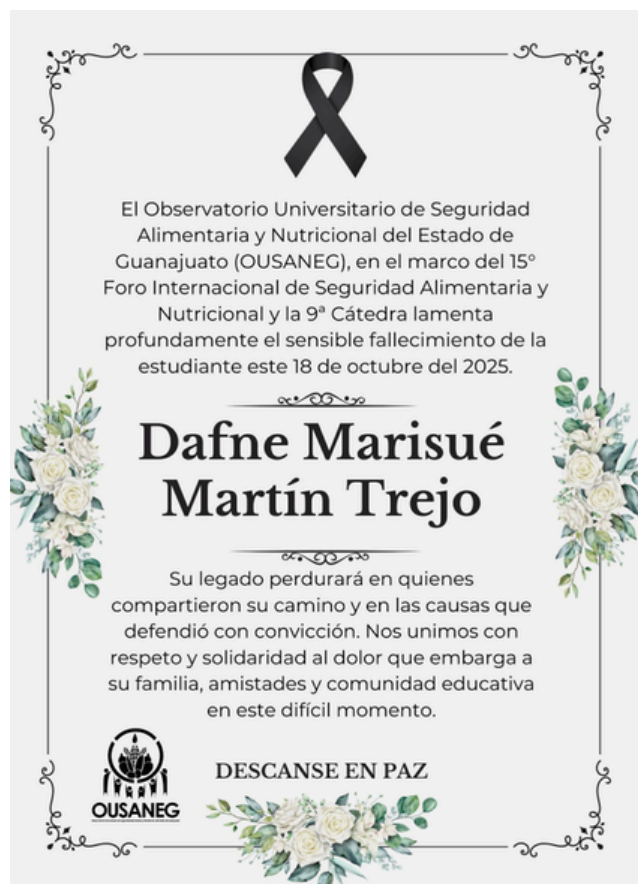 El Observatorio Universitario de Seguridad
Alimentaria y Nutricional del Estado de
Guanajuato (OUSANEG), en el marco del 15°
Foro Internacional de Seguridad Alimentaria y
Nutricional y la 9ª Cátedra lamenta
profundamente el sensible fallecimiento de la
estudiante este 18 de octubre del 2025.
Dafne Marisué
Martín Trejo
Su legado perdurará en quienes
compartieron su camino y en las causas que
defendió con convicción. Nos unimos con
respeto y solidaridad al dolor que embarga a
su familia, amistades y comunidad educativa
en este difícil momento.
DESCANSE EN PAZ
OUSANEG